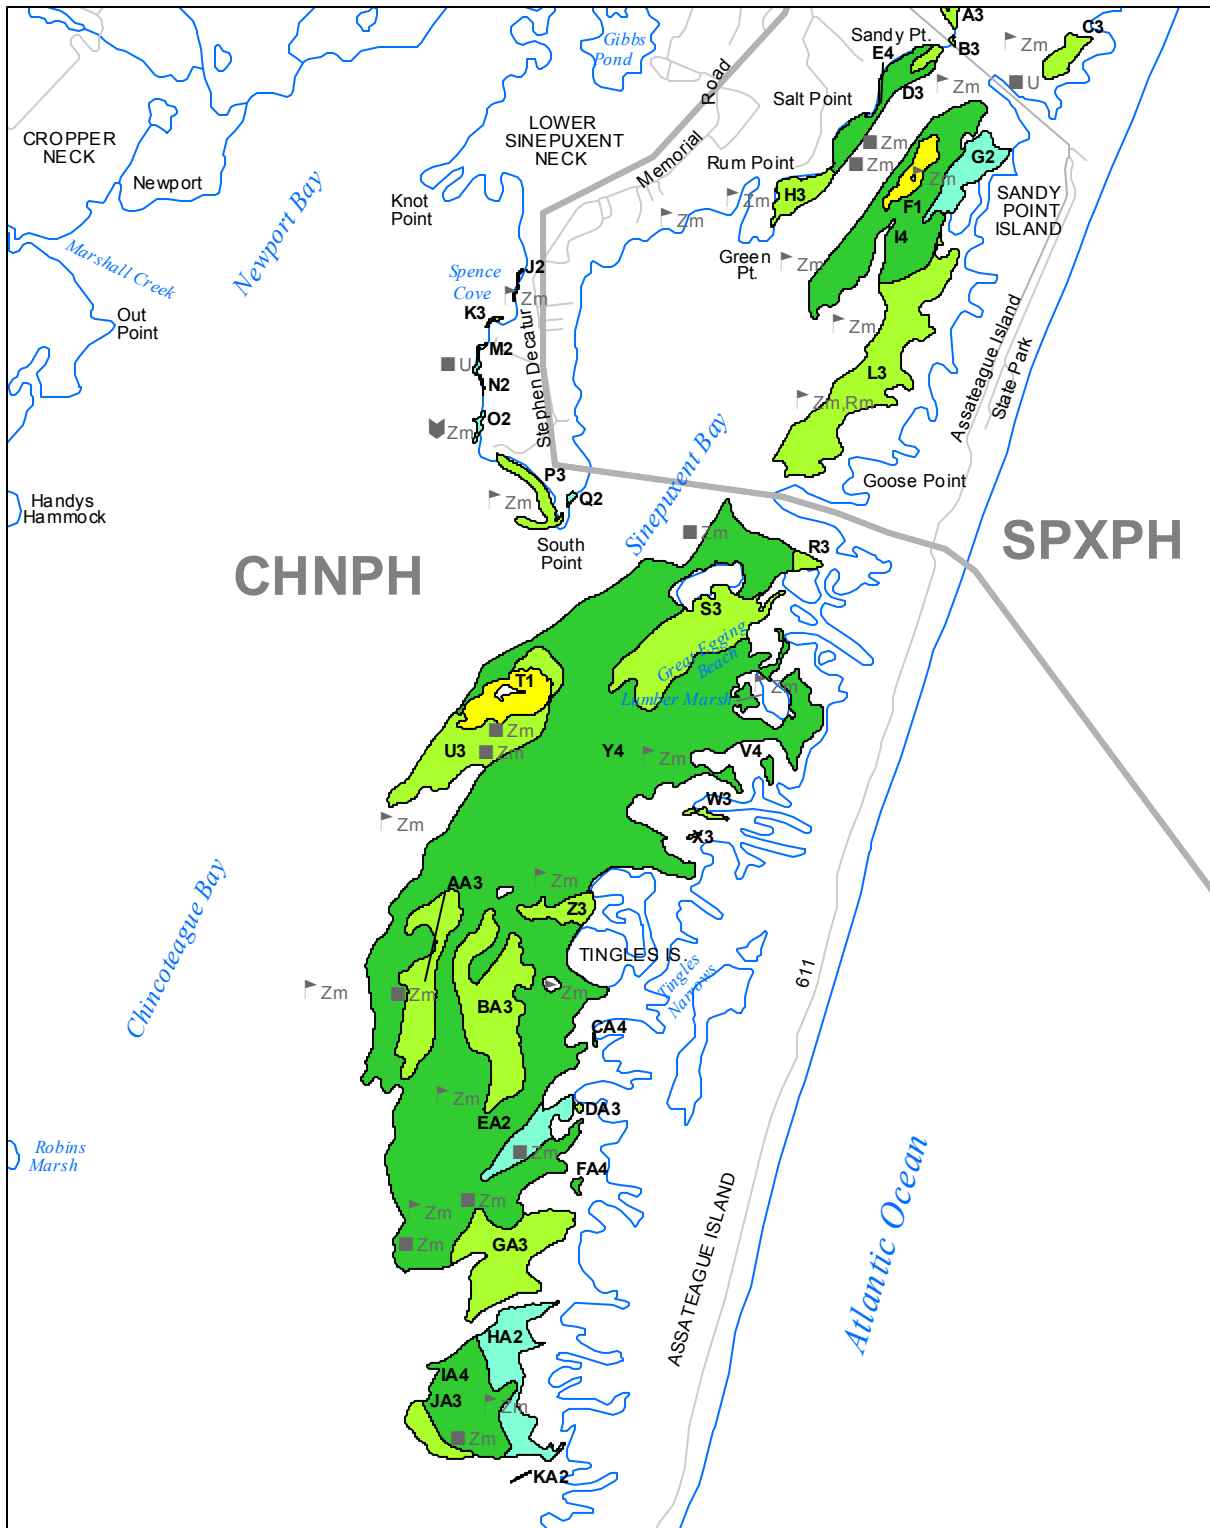 A3
C3
Sandy Pt.
Gibbs
Pond
Zm
B3
E4
Road
Zm
U
D3
Salt Point
CROPPER
NECK
LOWER
SINEPUXENT
NECK
Memorial
Zm
G2
Rum Point
Zm
Zm
Newport
Knot
Point
Zm
H3
F1
SANDY
POINT
ISLAND
Zm
Newport Bay
I4
Marshall Creek
Green
Pt.
Zm
Spence
Cove
J2
Zm
K3
Out
Point
Zm
Stephen Decatur
M2
U
N2
L3
Assateague Island
State Park
Zm,Rm
O2
Zm
P3
Goose Point
Sinepuxent Bay
Q2
Zm
Handys
Hammock
South
Point
Zm
SPXPH
R3
CHNPH
S3
Great Egging
Beach
T1
Zm
Lumber Marsh
Zm
U3
Zm
Y4
Zm
V4
W3
Zm
X3
Chincoteague Bay
AA3
Zm
Z3
TINGLES IS.
Tingles
Narrows
611
Zm
Zm
Zm
BA3
CA4
Zm
DA3
EA2
Robins
Marsh
Zm
FA4
Zm
Zm
Zm
GA3
ASSATEAGUE ISLAND
Atlantic Ocean
HA2
IA4
JA3
Zm
Zm
KA2